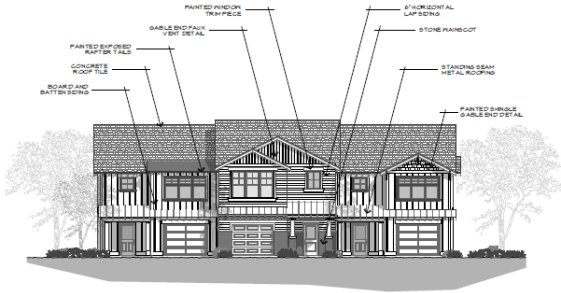 PAINTED WINDOW
TRIM PIECE
GABLE END FAUX
VENT DETAIL
PAINTED EXPOSED
RAFTER TAILS
CONCRETE
ROOF TILE
BOARD AND
BATTEN SIDING
6" HORIZONTAL
LAP SIDING
STONE WAINSCOT
STANDING SEAM
METAL ROOFING
PAINTED SHINGLE
GABLE END DETAIL